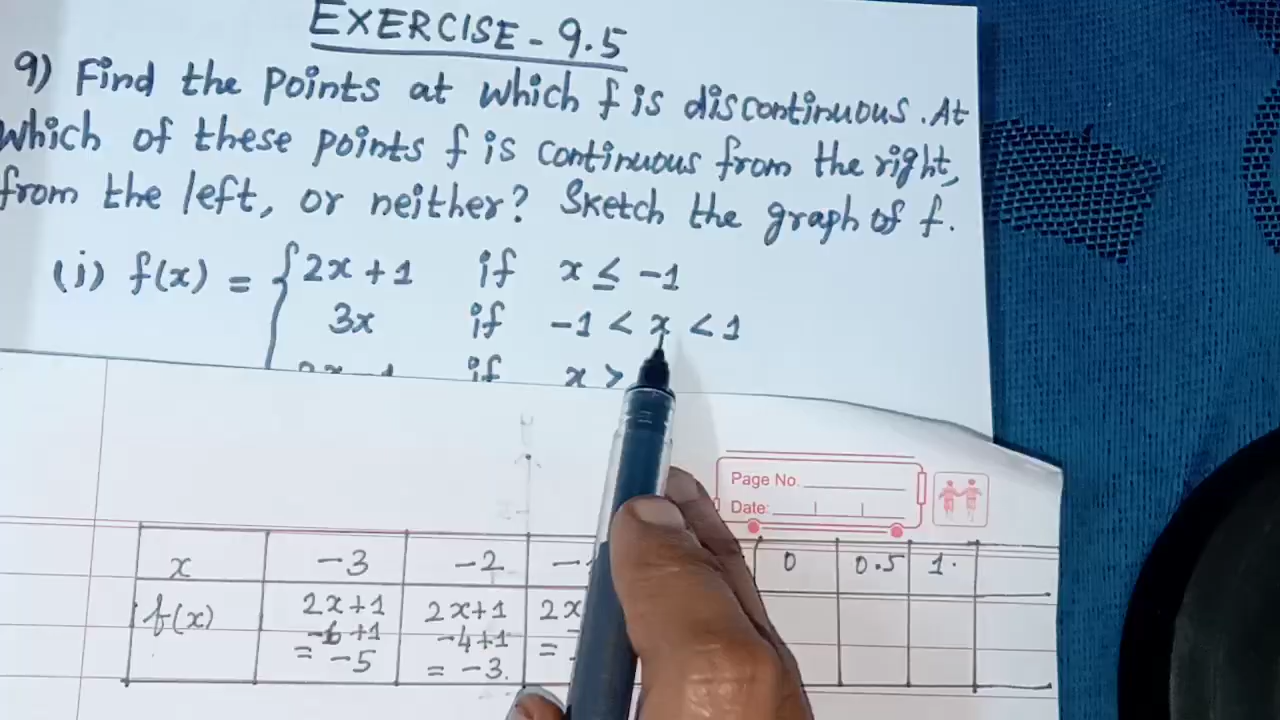 EXERCISE - 9.5
9) Find the points at which f is discontinuous. At
which of these points f is continuous from the right,
from the left, or neither? Sketch the graph of f.
(i) f(x) = { 2x + 1 if x ≤ -1
3x if -1 < x < 1
if x >
Page No.
Date:
x -3 -2 0 0.5 1.
f(x) 2x+1 2x+1 2x
-6+1 -4+1
= -5 = -3. =